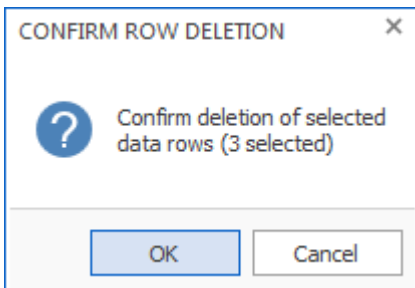 CONFIRM ROW DELETION
Confirm deletion of selected
data rows (3 selected)
OK
Cancel